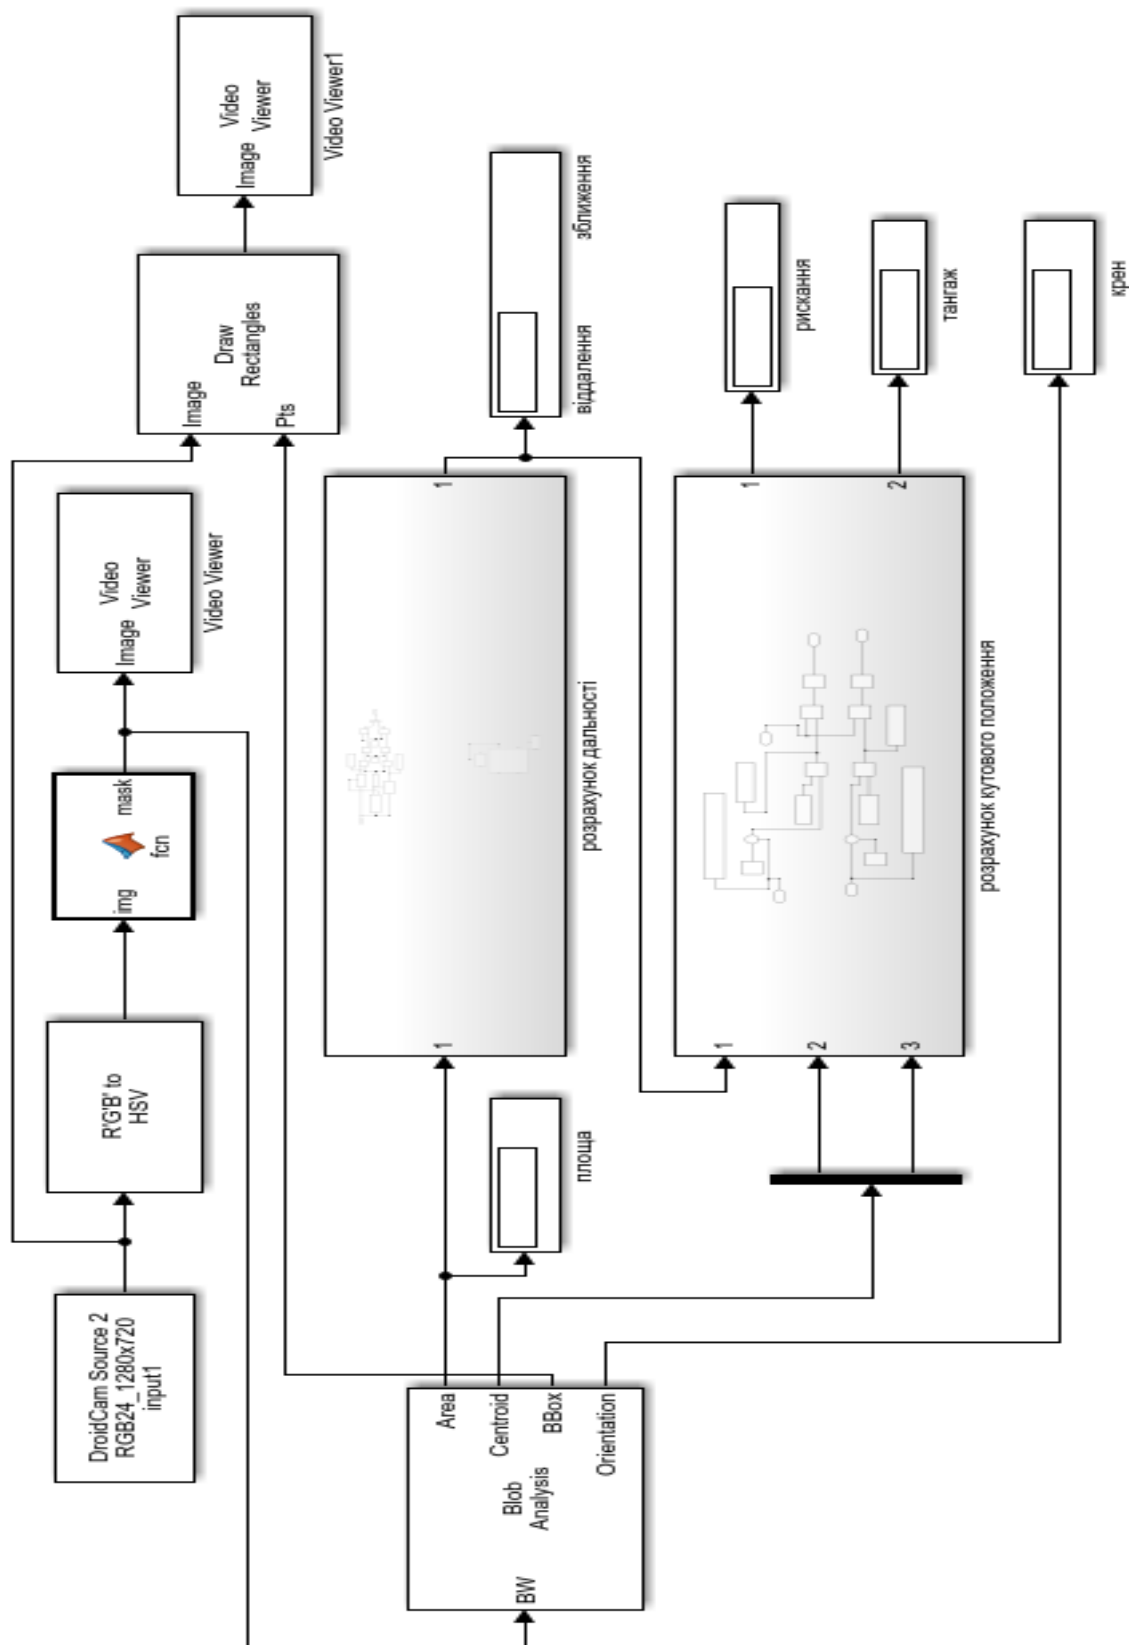 DroidCam Source 2
RGB24_1280x720
input1
R'G'B' to
HSV
img
mask
fcn
Image
Video
Viewer
Video Viewer
Image
Pts
Draw
Rectangles
Image
Video
Viewer
Video Viewer1
BW
Blob
Analysis
Area
Centroid
BBox
Orientation
площа
1
1
розрахунок дальності
віддалення
зближення
1
2
3
1
2
розрахунок кутового положення
рискання
тангаж
крен